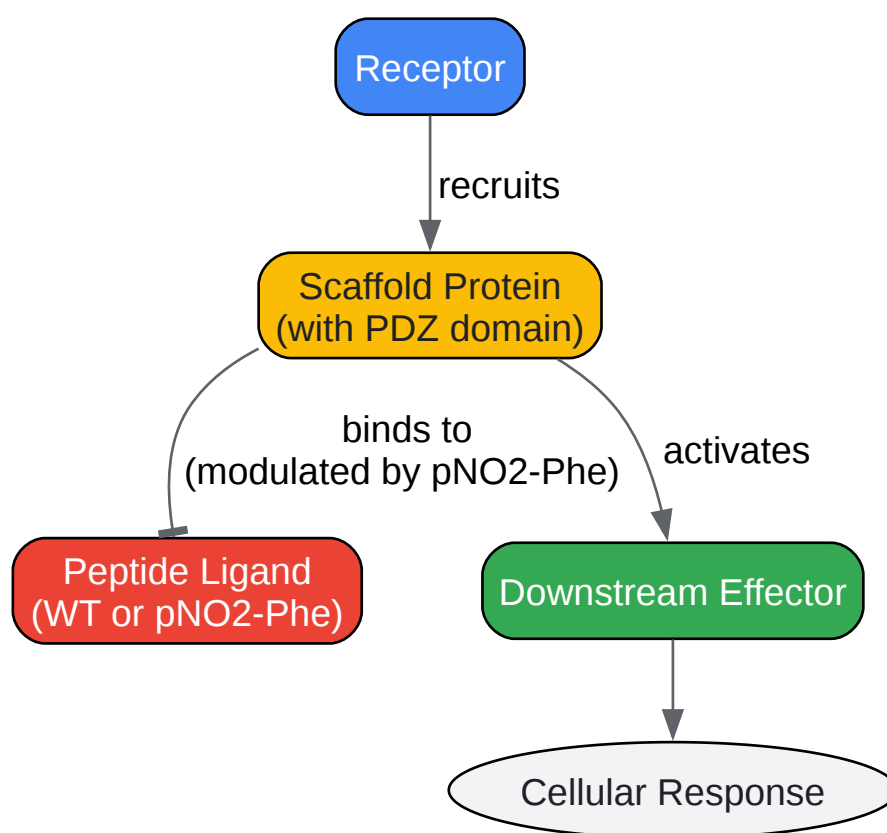 Receptor
recruits
Scaffold Protein
(with PDZ domain)
binds to
(modulated by pNO2-Phe)
activates
Peptide Ligand
(WT or pNO2-Phe)
Downstream Effector
Cellular Response